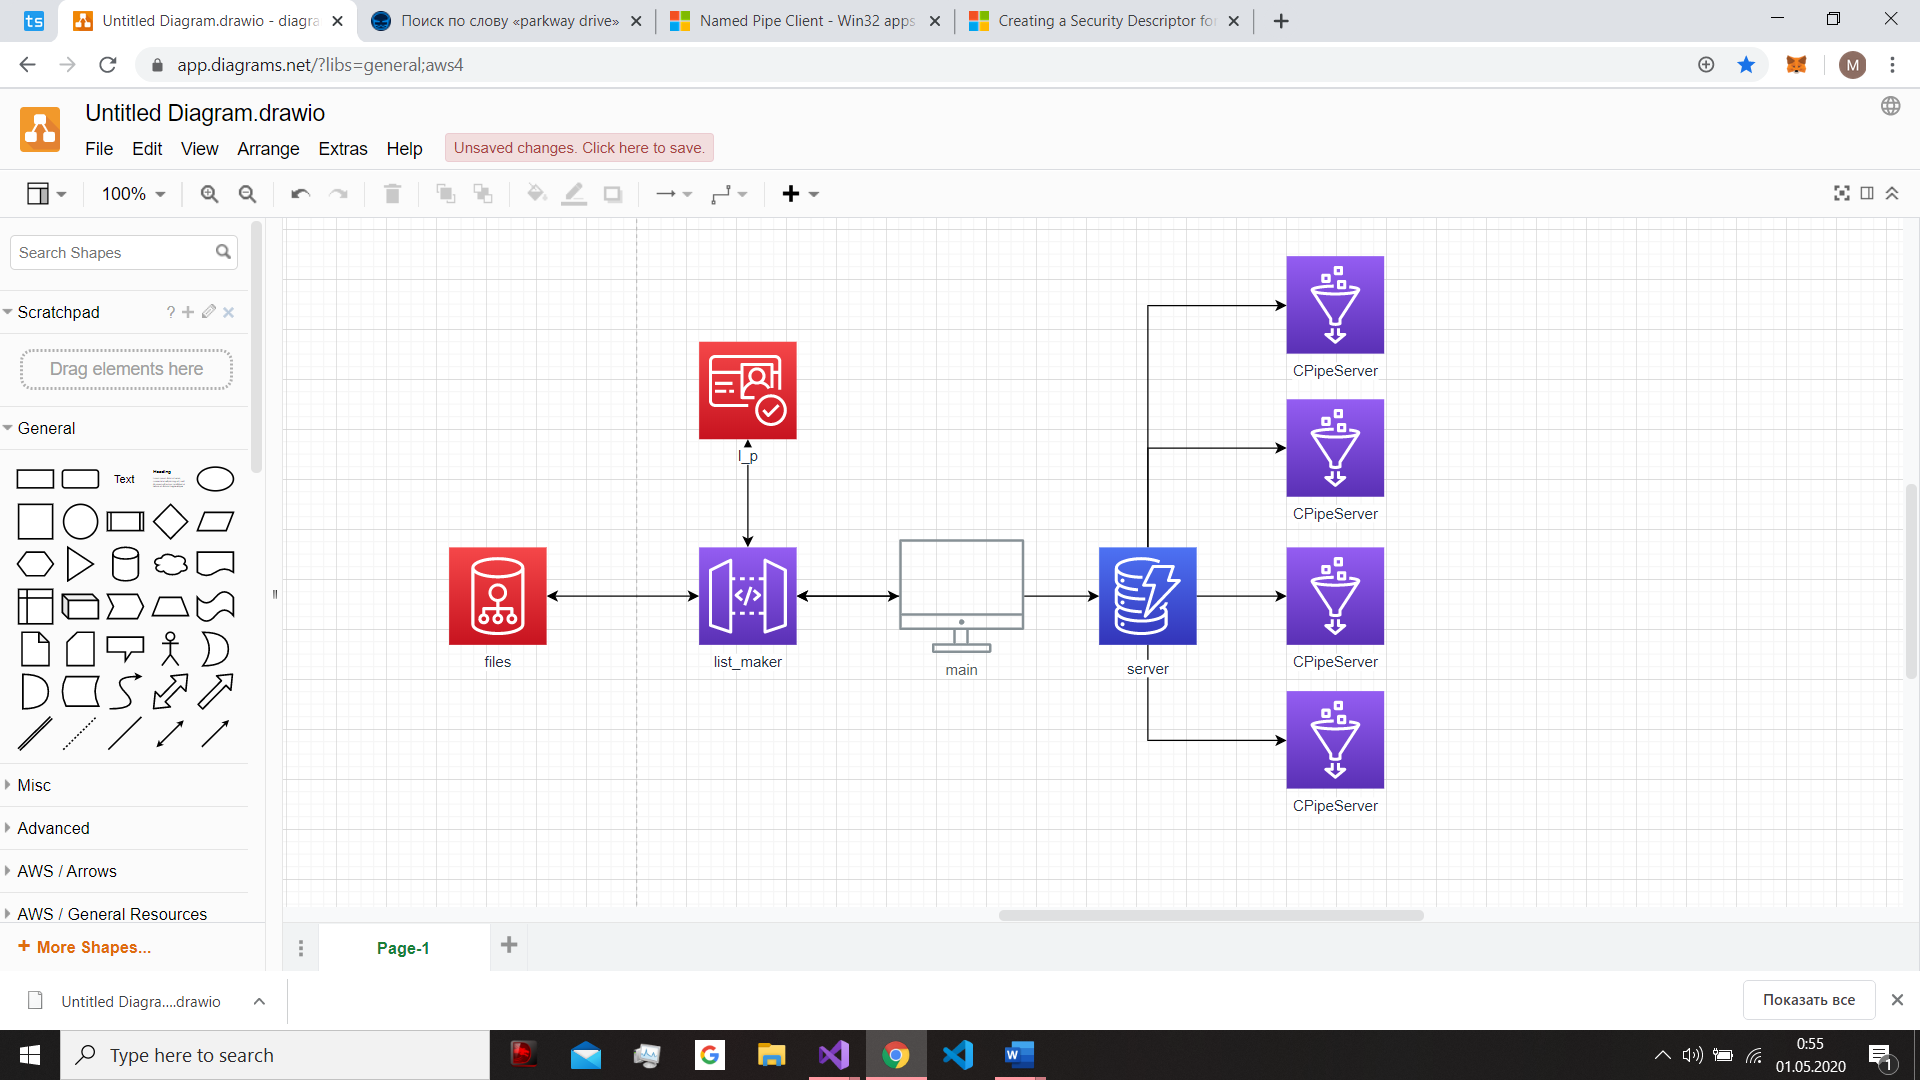 ts
Untitled Diagram.drawio - diagra
Поиск по слову «parkway drive»
Named Pipe Client - Win32 apps
Creating a Security Descriptor for
app.diagrams.net/?libs=general;aws4
M
Untitled Diagram.drawio
File Edit View Arrange Extras Help
Unsaved changes. Click here to save.
100%
Search Shapes
Scratchpad
?
Drag elements here
General
Text
Heading
Misc
Advanced
AWS / Arrows
AWS / General Resources
+ More Shapes...
l_p
files
list_maker
</>
main
server
CPipeServer
CPipeServer
CPipeServer
CPipeServer
Page-1
Untitled Diagra....drawio
Показать все
Type here to search
G
W
0:55
01.05.2020
1